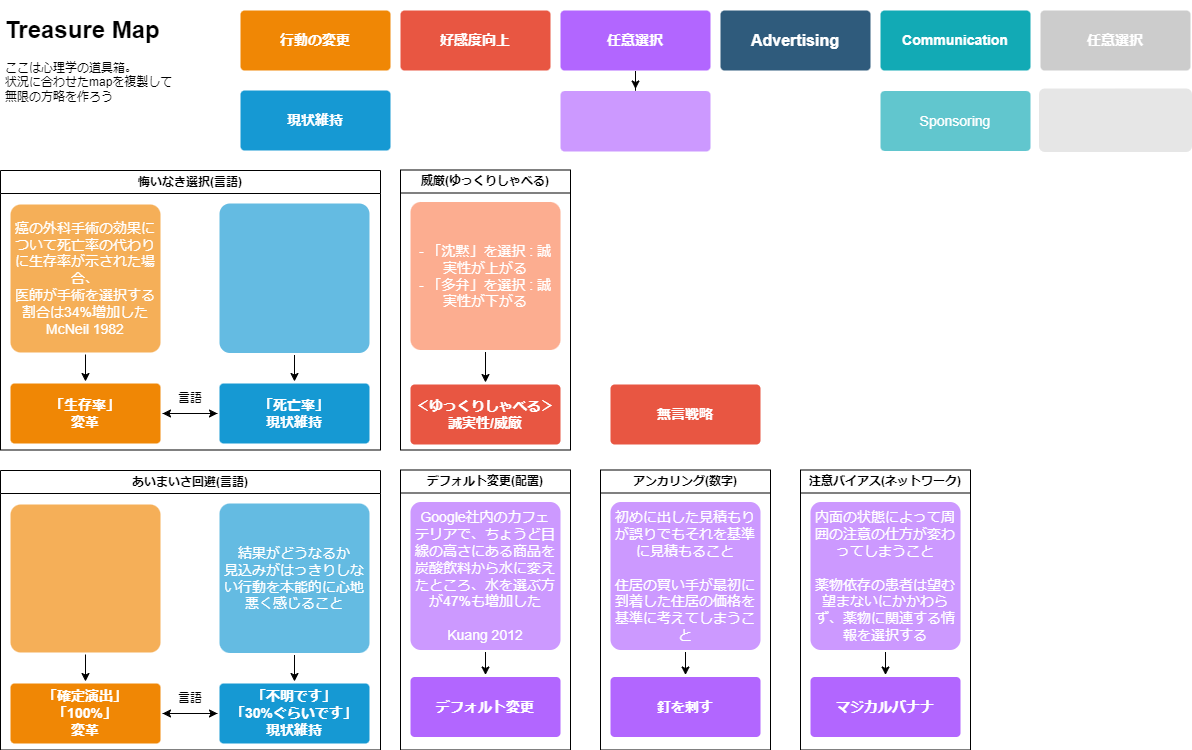 Treasure Map
ここは心理学の道具箱。
状況に合わせたmapを複製して
無限の方略を作ろう
行動の変更
好感度向上
任意選択
Advertising
Communication
任意選択
現状維持
Sponsoring
悔いなき選択(言語)
癌の外科手術の効果に
ついて死亡率の代わり
に生存率が示された場
合、
医師が手術を選択する
割合は34%増加した
McNeil 1982
「生存率」
変革
言語
「死亡率」
現状維持
威厳(ゆっくりしゃべる)
- 「沈黙」を選択 : 誠
実性が上がる
- 「多弁」を選択 : 誠
実性が下がる
＜ゆっくりしゃべる＞
誠実性/威厳
無言戦略
あいまいさ回避(言語)
結果がどうなるか
見込みがはっきりしな
い行動を本能的に心地
悪く感じること
「確定演出」
「100%」
変革
言語
「不明です」
「30%ぐらいです」
現状維持
デフォルト変更(配置)
Google社内のカフェ
テリアで、ちょうど目
線の高さにある商品を
炭酸飲料から水に変え
たところ、水を選ぶ方
が47%も増加した
Kuang 2012
デフォルト変更
アンカリング(数字)
初めに出した見積もり
が誤りでもそれを基準
に見積もること
住居の買い手が最初に
到着した住居の価格を
基準に考えてしまうこ
と
釘を刺す
注意バイアス(ネットワーク)
内面の状態によって周
囲の注意の仕方が変わ
ってしまうこと
薬物依存の患者は望む
望まないにかかわら
ず、薬物に関連する情
報を選択する
マジカルバナナ